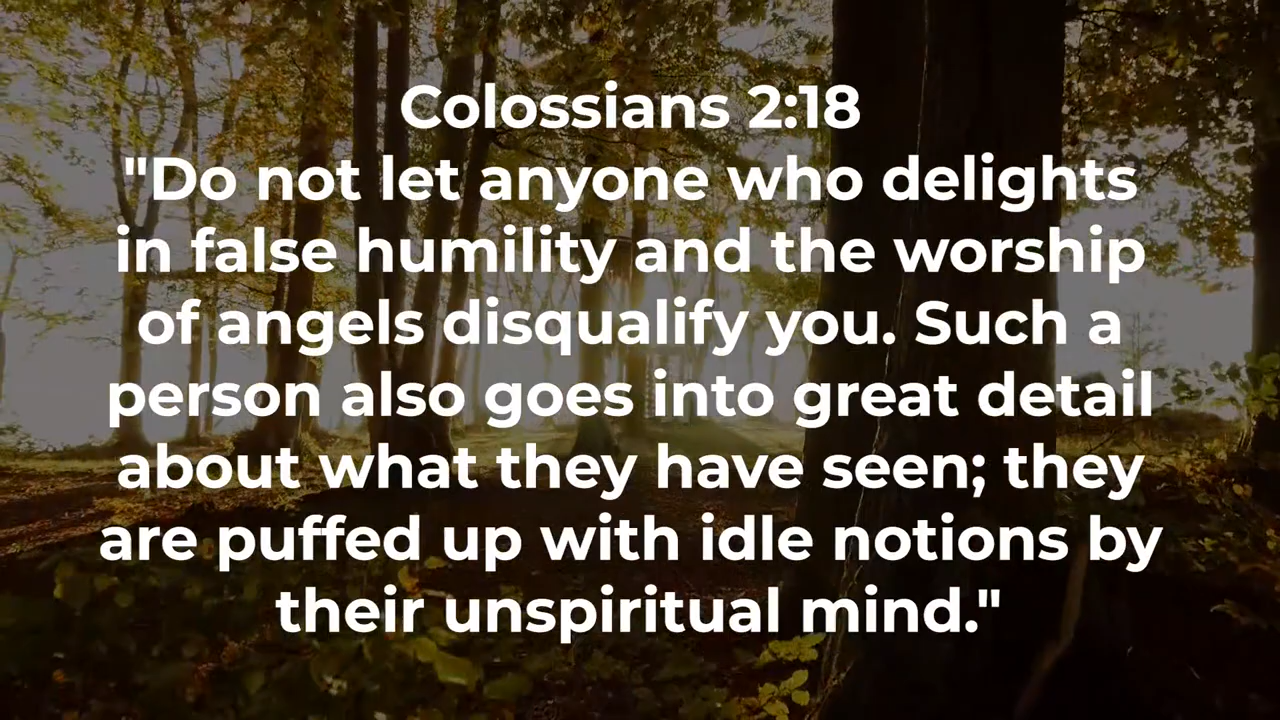 Colossians 2:18
"Do not let anyone who delights
in false humility and the worship
of angels disqualify you. Such a
person also goes into great detail
about what they have seen; they
are puffed up with idle notions by
their unspiritual mind."